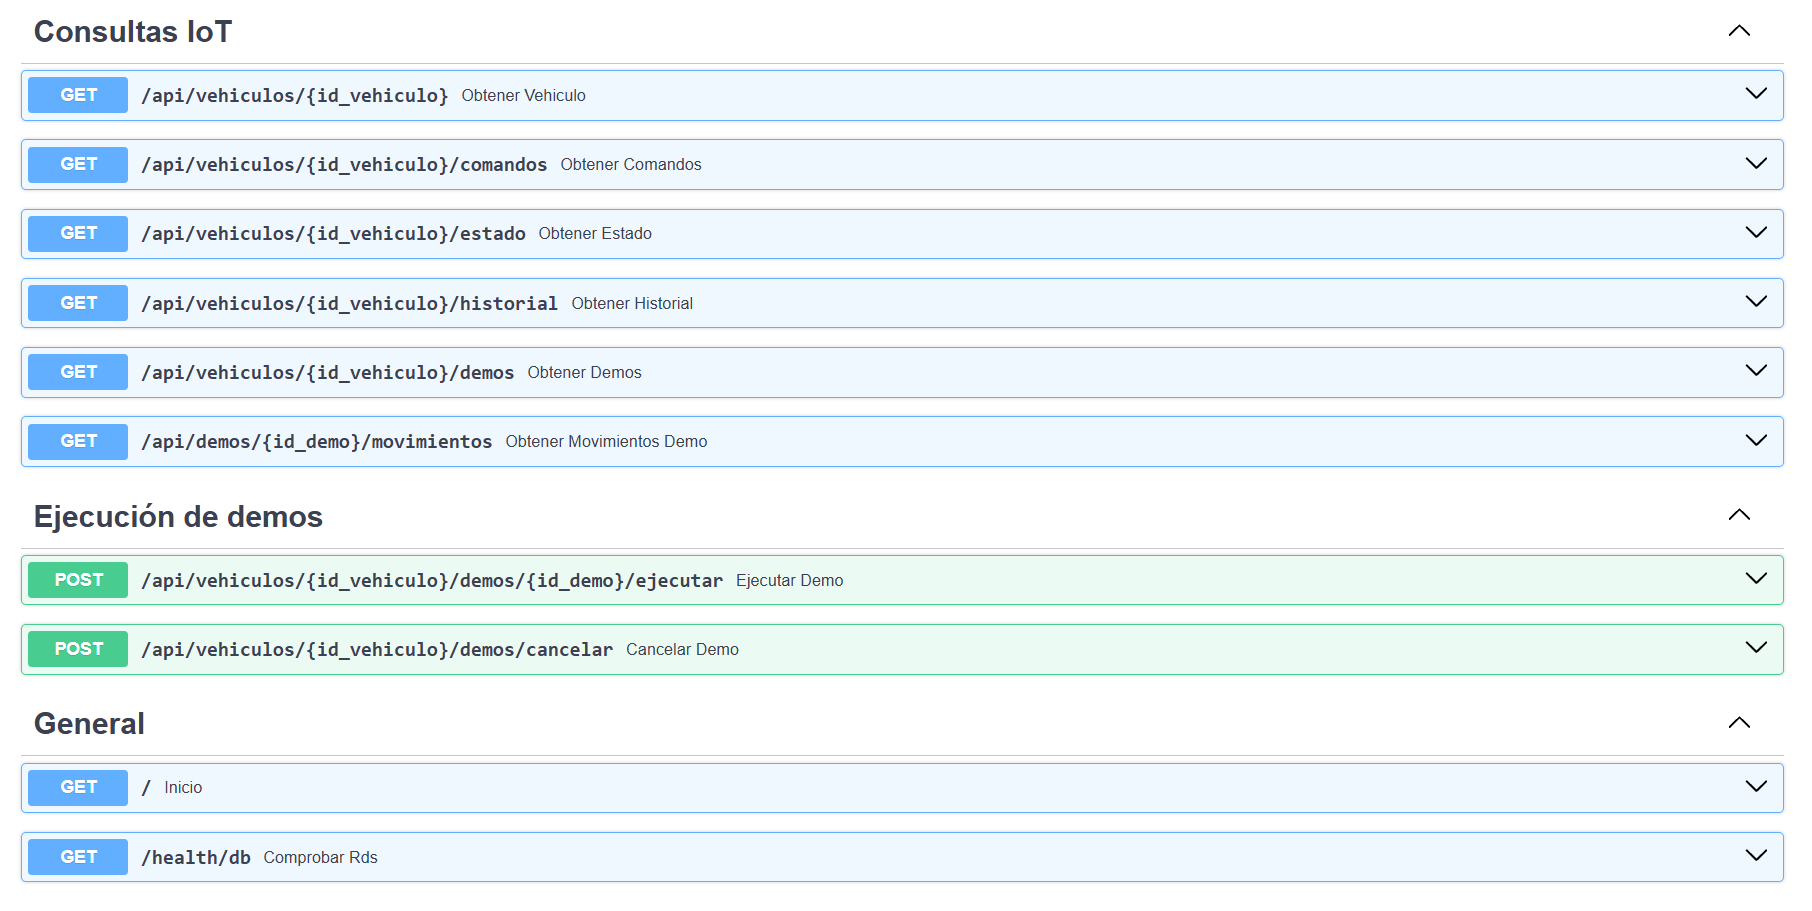 Consultas IoT
GET /api/vehiculos/{id_vehiculo} Obtener Vehiculo
GET /api/vehiculos/{id_vehiculo}/comandos Obtener Comandos
GET /api/vehiculos/{id_vehiculo}/estado Obtener Estado
GET /api/vehiculos/{id_vehiculo}/historial Obtener Historial
GET /api/vehiculos/{id_vehiculo}/demos Obtener Demos
GET /api/demos/{id_demo}/movimientos Obtener Movimientos Demo
Ejecución de demos
POST /api/vehiculos/{id_vehiculo}/demos/{id_demo}/ejecutar Ejecutar Demo
POST /api/vehiculos/{id_vehiculo}/demos/cancelar Cancelar Demo
General
GET / Inicio
GET /health/db Comprobar Rds